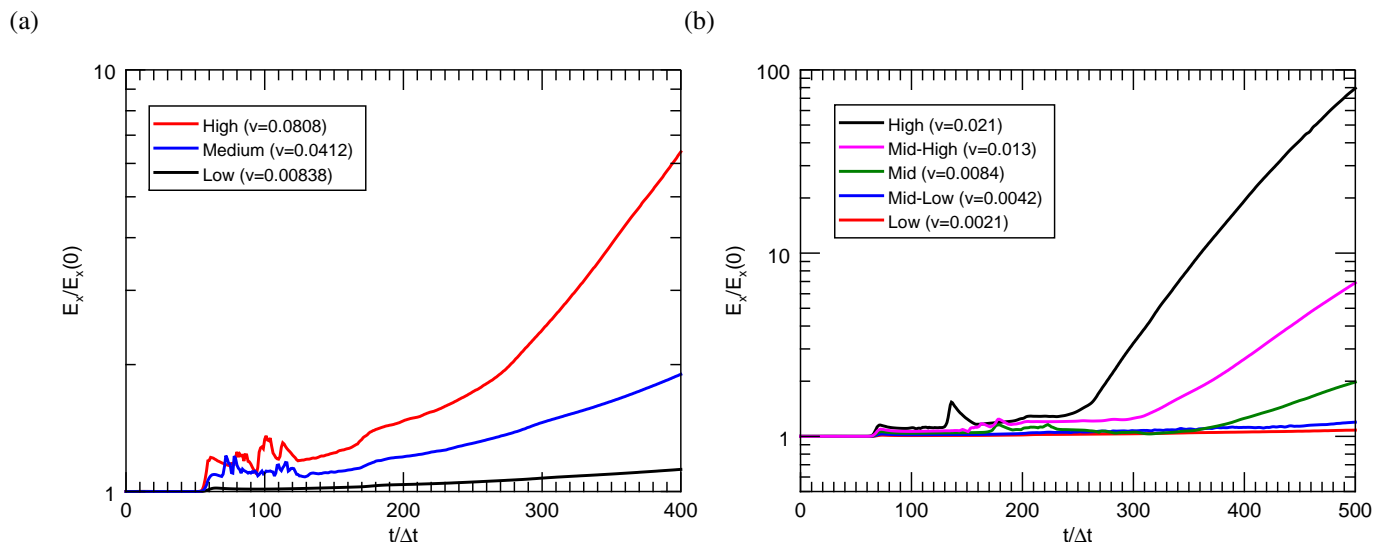 (a)
(b)
10
1
E_x/E_x(0)
High (v=0.0808)
Medium (v=0.0412)
Low (v=0.00838)
0
100
200
300
400
t/Δt
100
10
1
E_x/E_x(0)
High (v=0.021)
Mid-High (v=0.013)
Mid (v=0.0084)
Mid-Low (v=0.0042)
Low (v=0.0021)
0
100
200
300
400
500
t/Δt